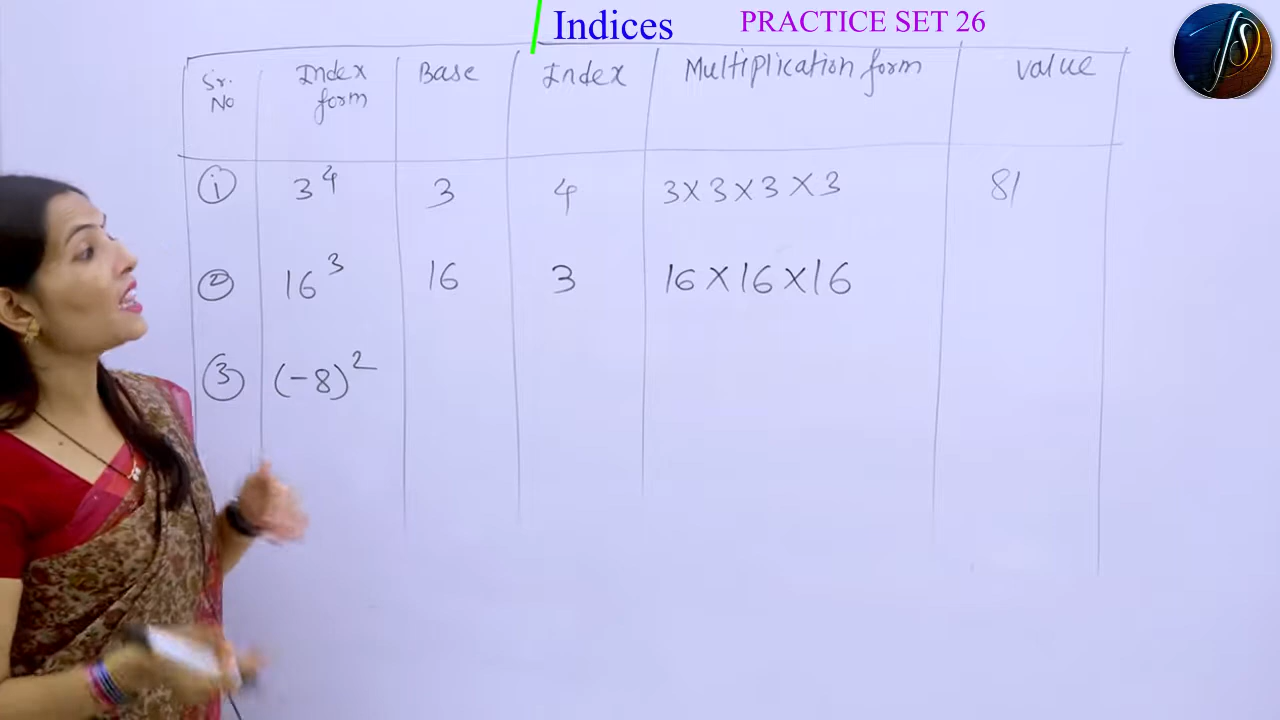 Indices PRACTICE SET 26
Sr. No | Index form | Base | Index | Multiplication form | value
① | 3⁴ | 3 | 4 | 3 × 3 × 3 × 3 | 81
② | 16³ | 16 | 3 | 16 × 16 × 16
③ | (-8)²